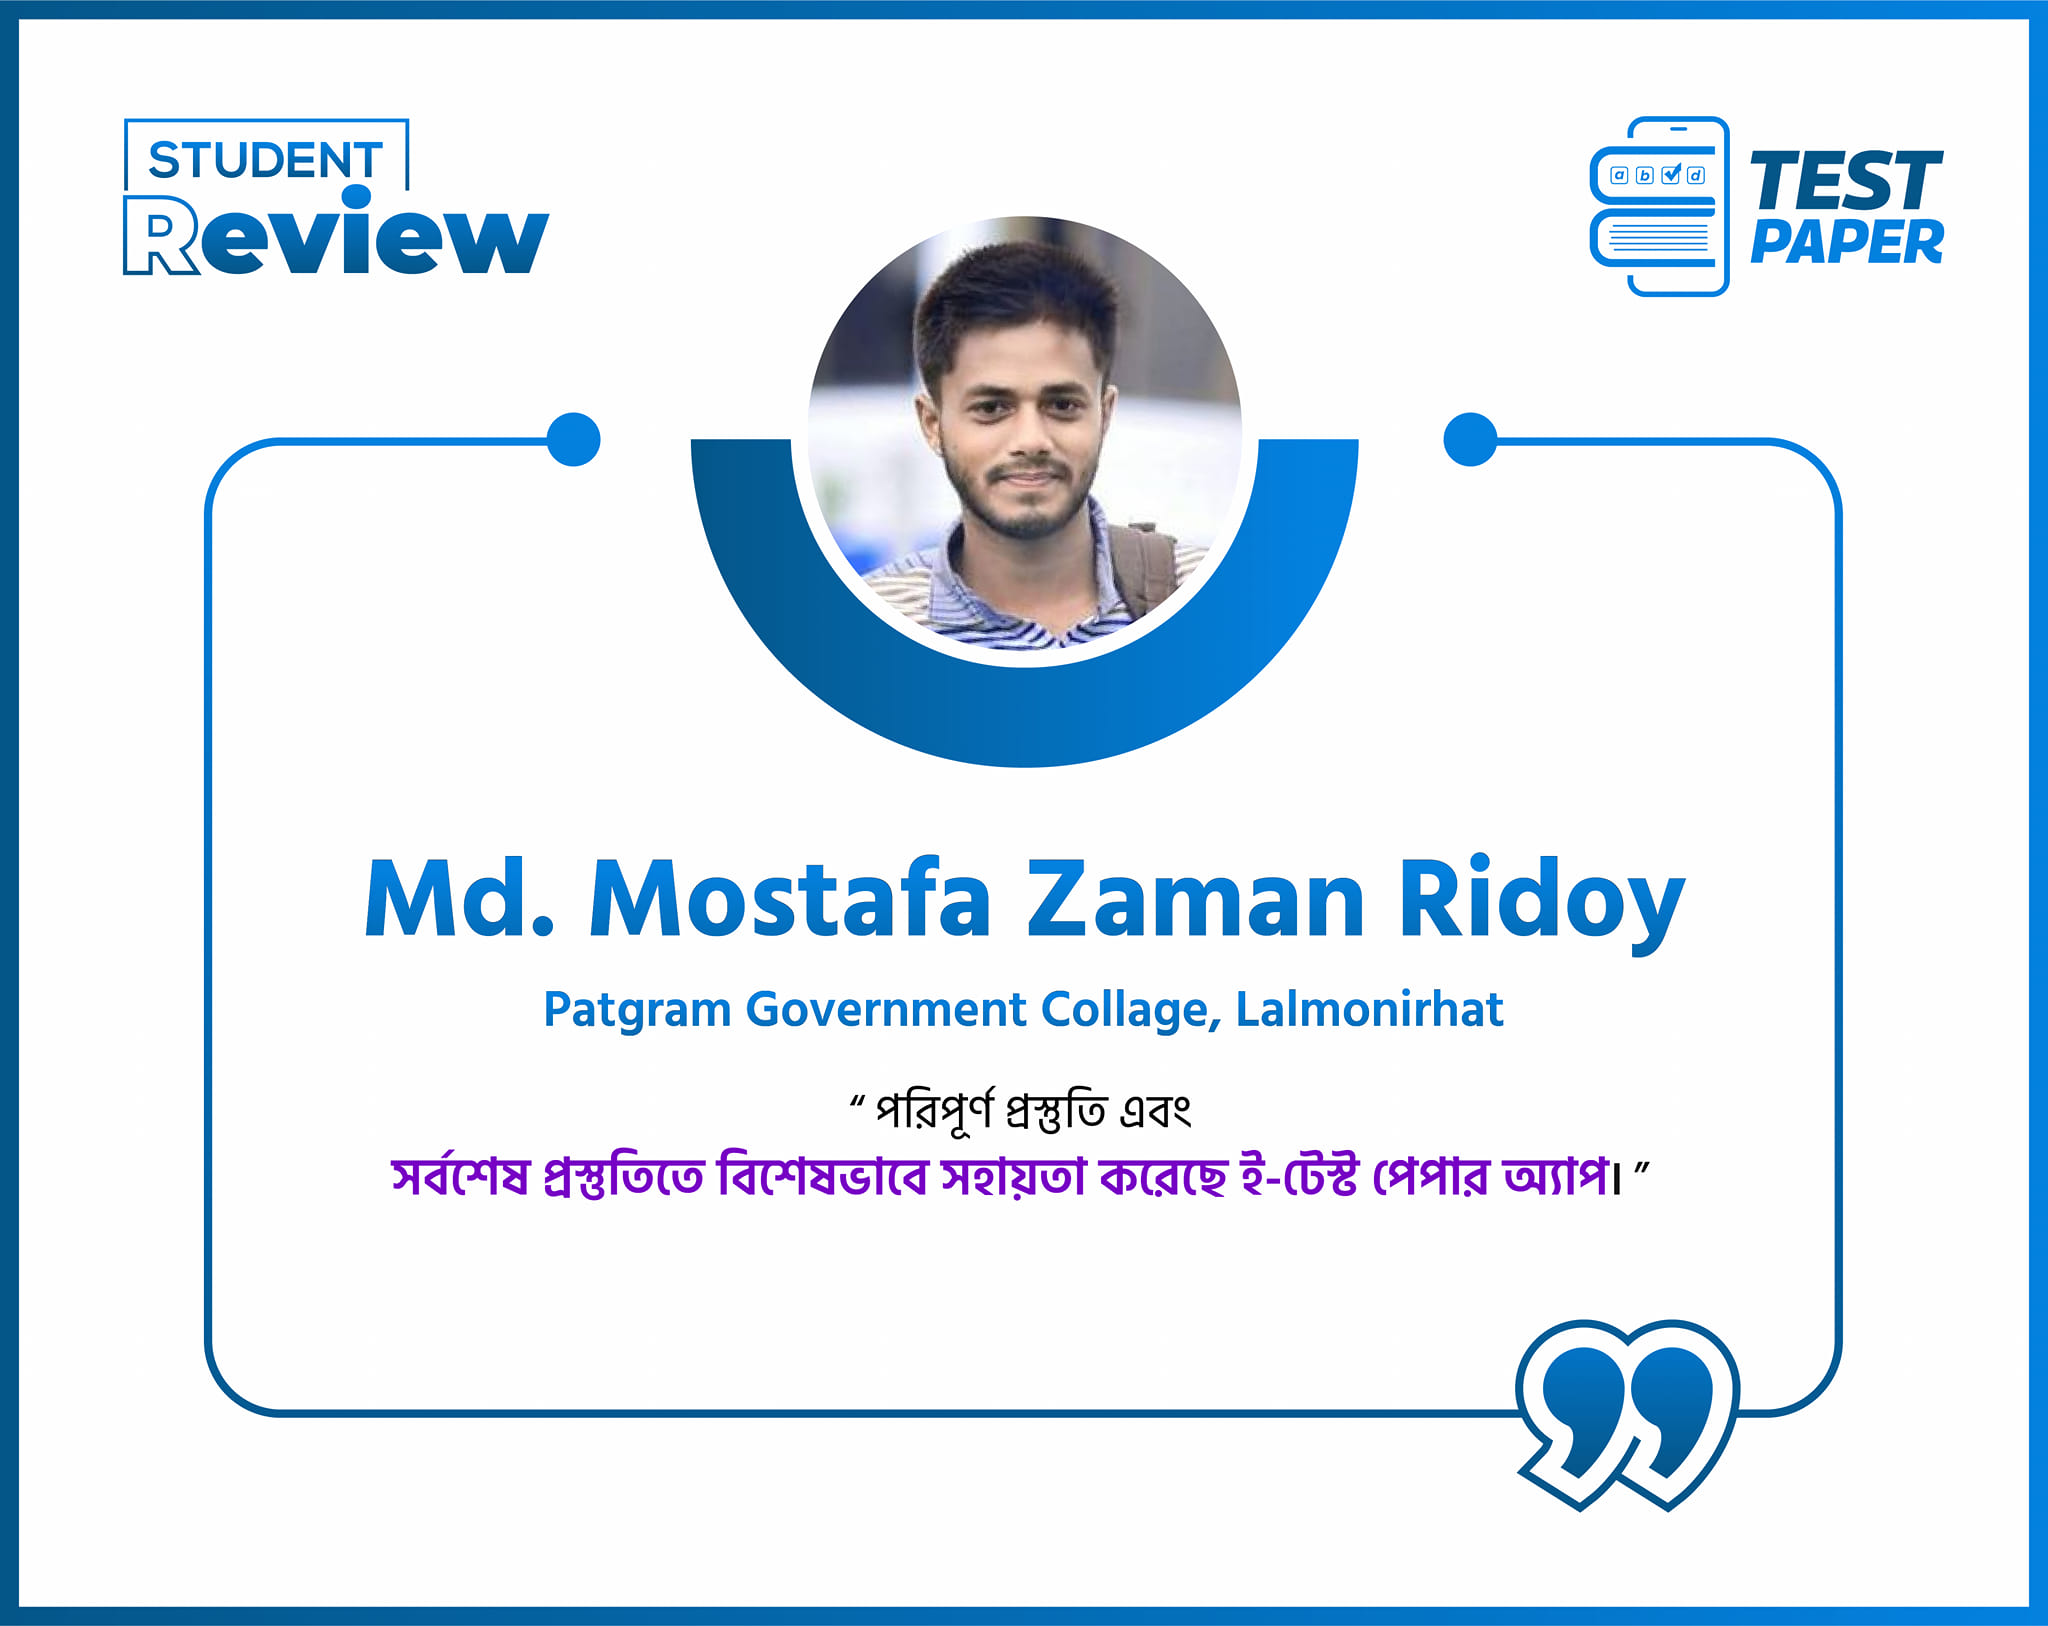 STUDENT
Review
a b d
TEST
PAPER
Md. Mostafa Zaman Ridoy
Patgram Government Collage, Lalmonirhat
“ পরিপূর্ণ প্রস্তুতি এবং
সর্বশেষ প্রস্তুতিতে বিশেষভাবে সহায়তা করেছে ই-টেস্ট পেপার অ্যাপ। ”